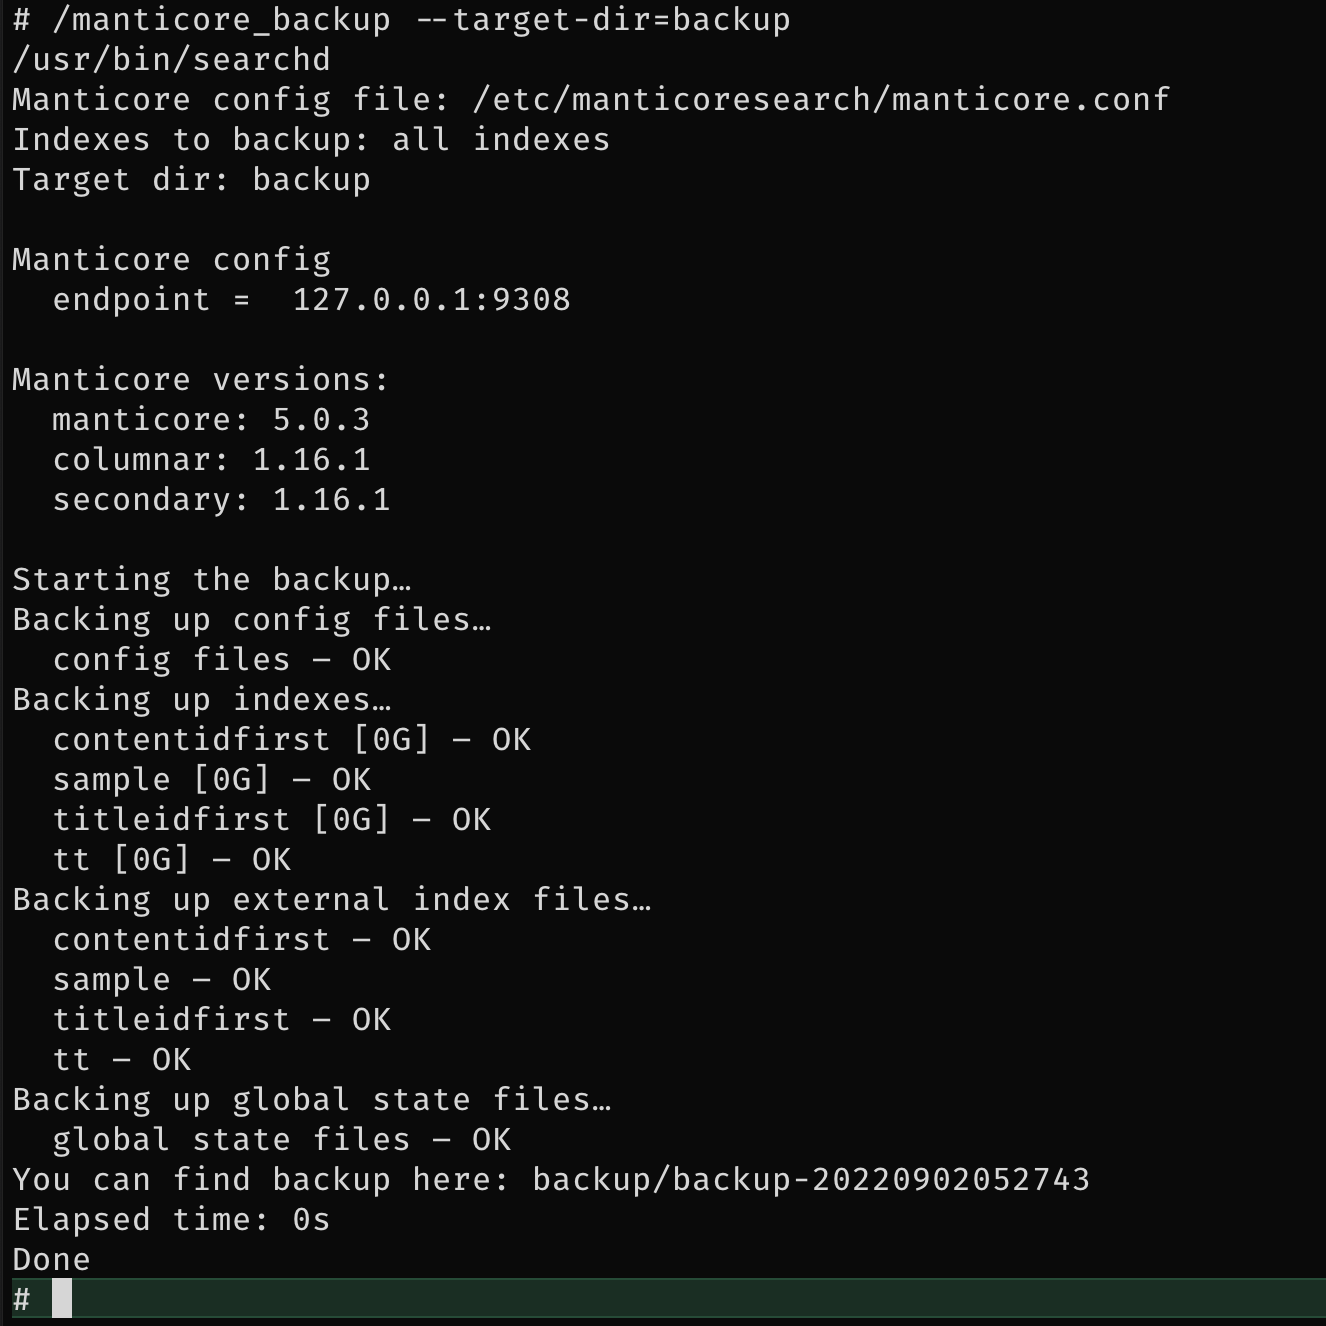 # /manticore_backup --target-dir=backup
/usr/bin/searchd
Manticore config file: /etc/manticoresearch/manticore.conf
Indexes to backup: all indexes
Target dir: backup
Manticore config
  endpoint =  127.0.0.1:9308
Manticore versions:
  manticore: 5.0.3
  columnar: 1.16.1
  secondary: 1.16.1
Starting the backup…
Backing up config files…
  config files – OK
Backing up indexes…
  contentidfirst [0G] – OK
  sample [0G] – OK
  titleidfirst [0G] – OK
  tt [0G] – OK
Backing up external index files…
  contentidfirst – OK
  sample – OK
  titleidfirst – OK
  tt – OK
Backing up global state files…
  global state files – OK
You can find backup here: backup/backup-20220902052743
Elapsed time: 0s
Done
#